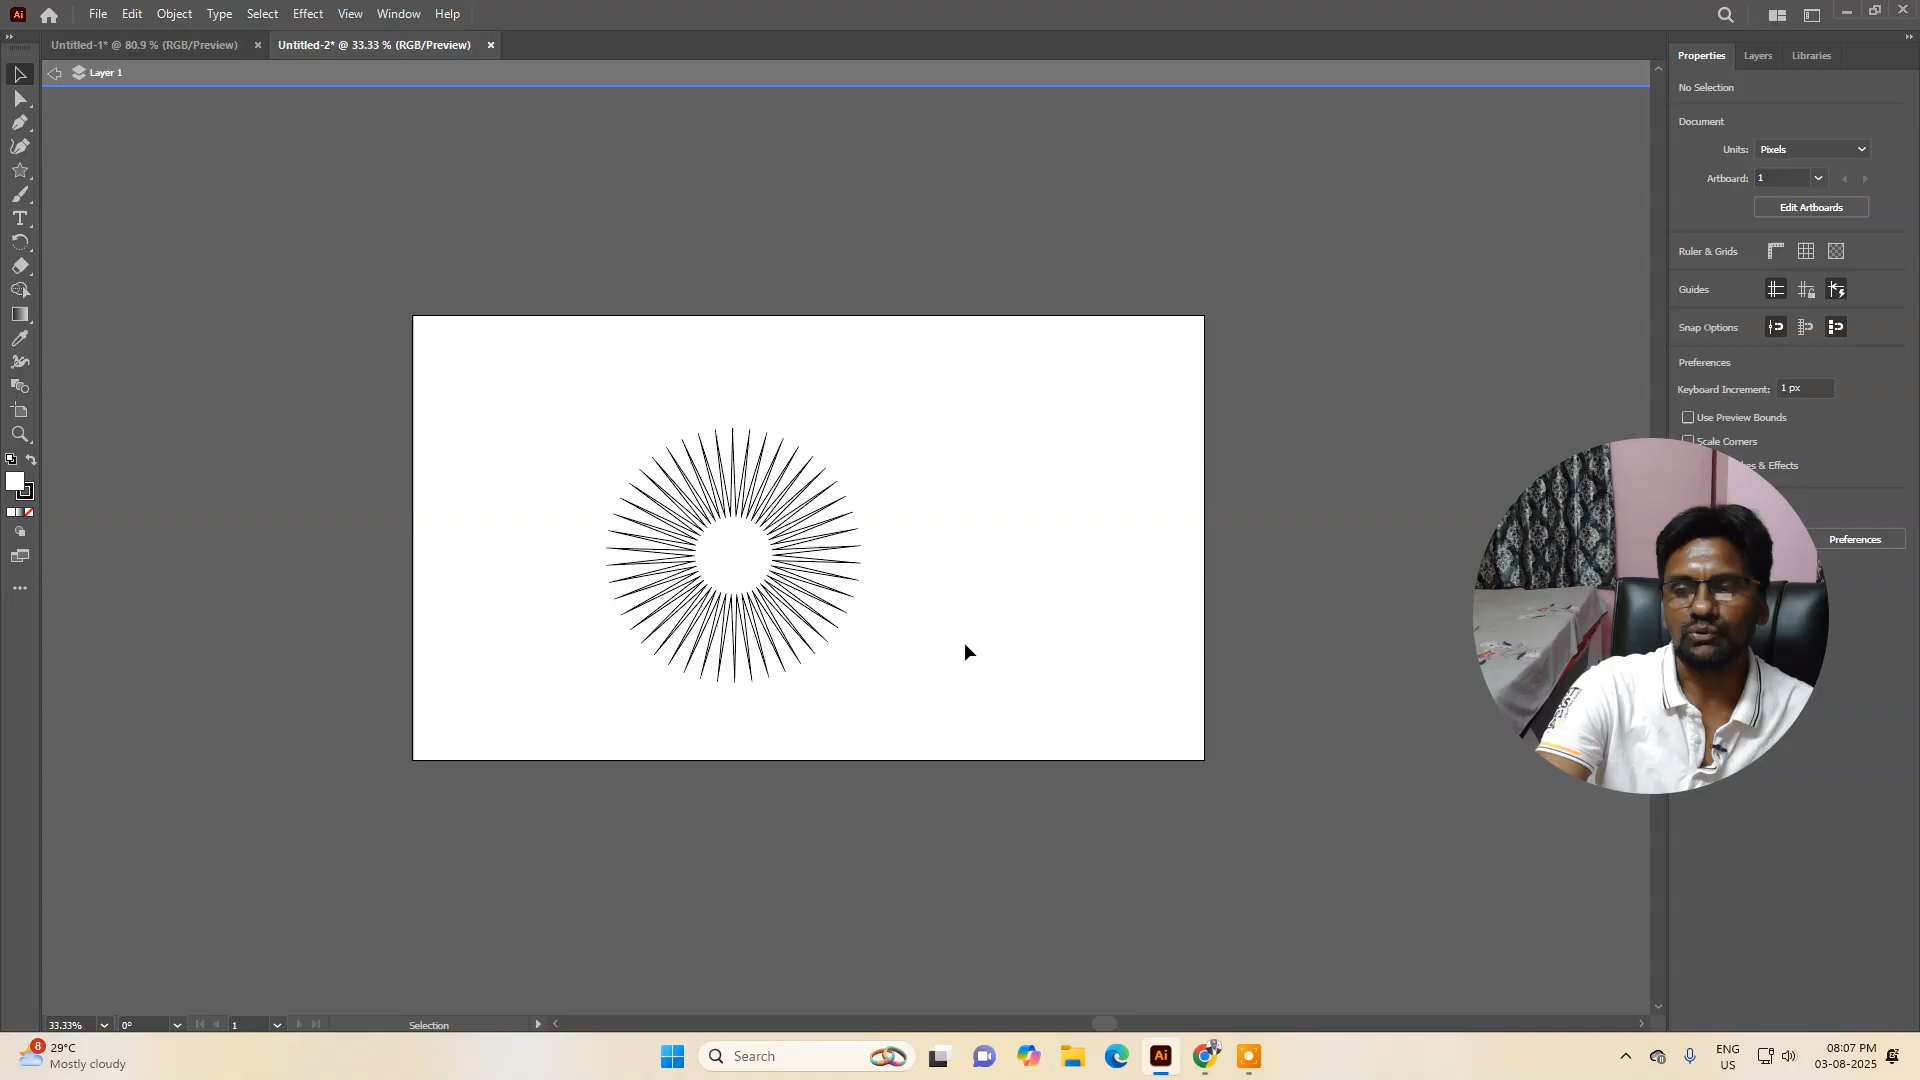 Ai File Edit Object Type Select Effect View Window Help
Untitled-1* @ 80.9 % (RGB/Preview) × Untitled-2* @ 33.33 % (RGB/Preview) ×
Layer 1
Properties Layers Libraries
No Selection
Document
Units: Pixels
Artboard: 1
Edit Artboards
Ruler & Grids
Guides
Snap Options
Preferences
Keyboard Increment: 1 px
Use Preview Bounds
Scale Corners
& Effects
Preferences
33.33% 0° 1 Selection
8 29°C
Mostly cloudy
Search
Ai
ENG
US
08:07 PM
03-08-2025